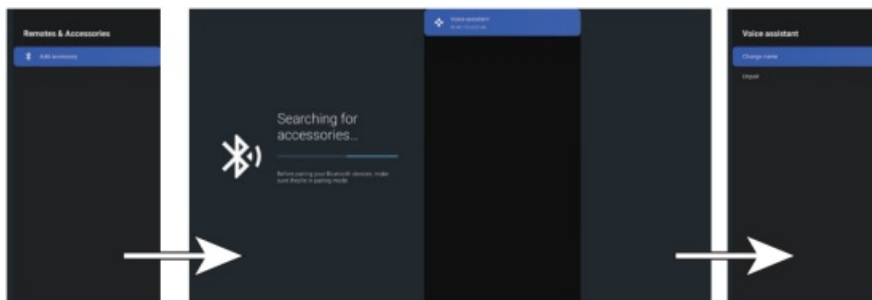 Remotes & Accessories
Add accessory
Searching for
accessories...
Before pairing your Bluetooth devices, make
sure they're in pairing mode.
Voice assistant
Voice assistant
Change name
Unpair